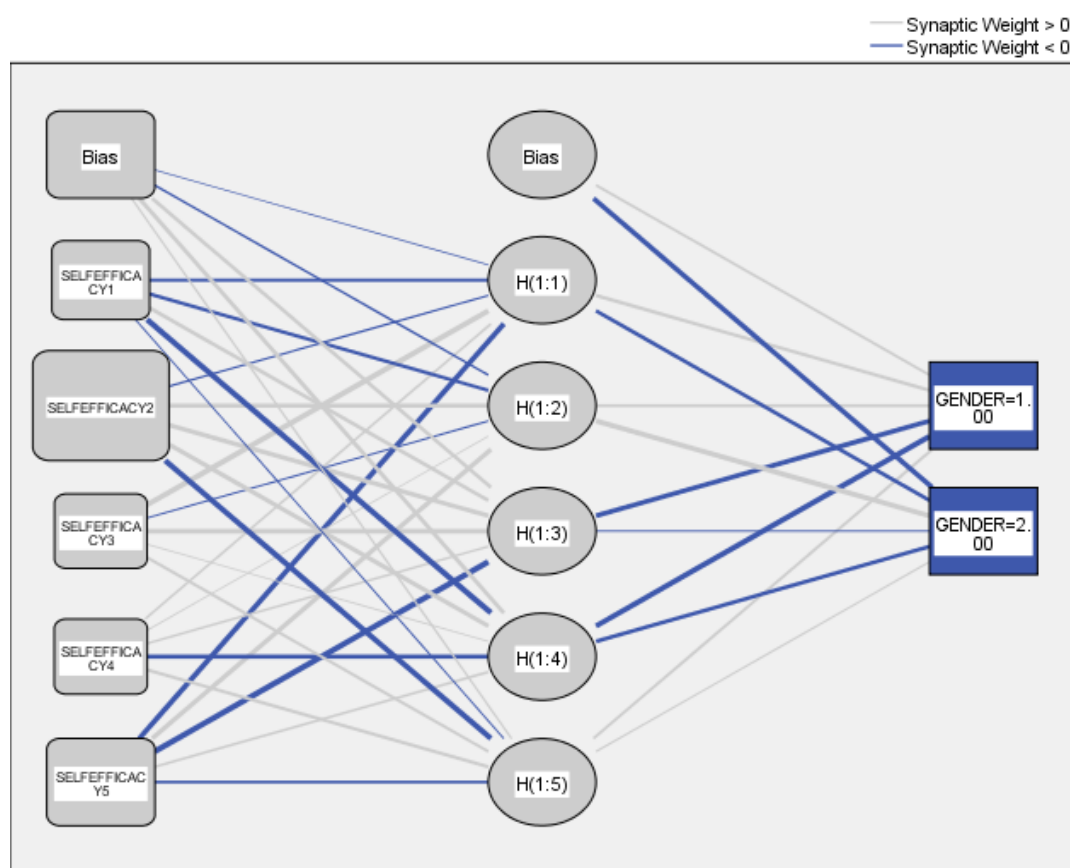 Synaptic Weight > 0
Synaptic Weight < 0
Bias
Bias
SELFEFFICA
CY1
H(1:1)
SELFEFFICACY2
H(1:2)
GENDER=1.
00
SELFEFFICA
CY3
H(1:3)
GENDER=2.
00
SELFEFFICA
CY4
H(1:4)
SELFEFFICAC
Y5
H(1:5)